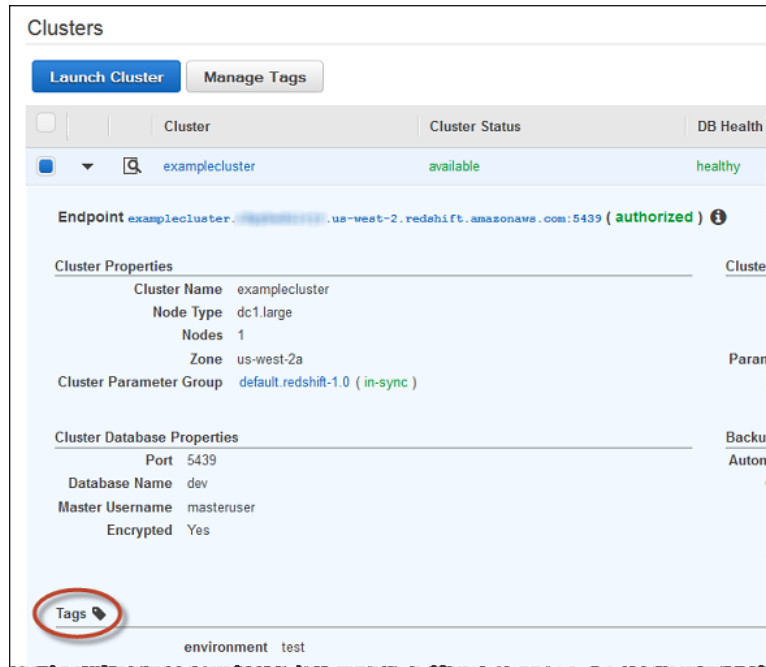 Clusters
Launch Cluster Manage Tags
Cluster Cluster Status DB Health
examplecluster available healthy
Endpoint examplecluster. .us-west-2.redshift.amazonaws.com:5439 ( authorized )
Cluster Properties Cluste
Cluster Name examplecluster
Node Type dc1.large
Nodes 1
Zone us-west-2a Paran
Cluster Parameter Group default.redshift-1.0 ( in-sync )
Cluster Database Properties Backu
Port 5439 Auton
Database Name dev
Master Username masteruser
Encrypted Yes
Tags
environment test